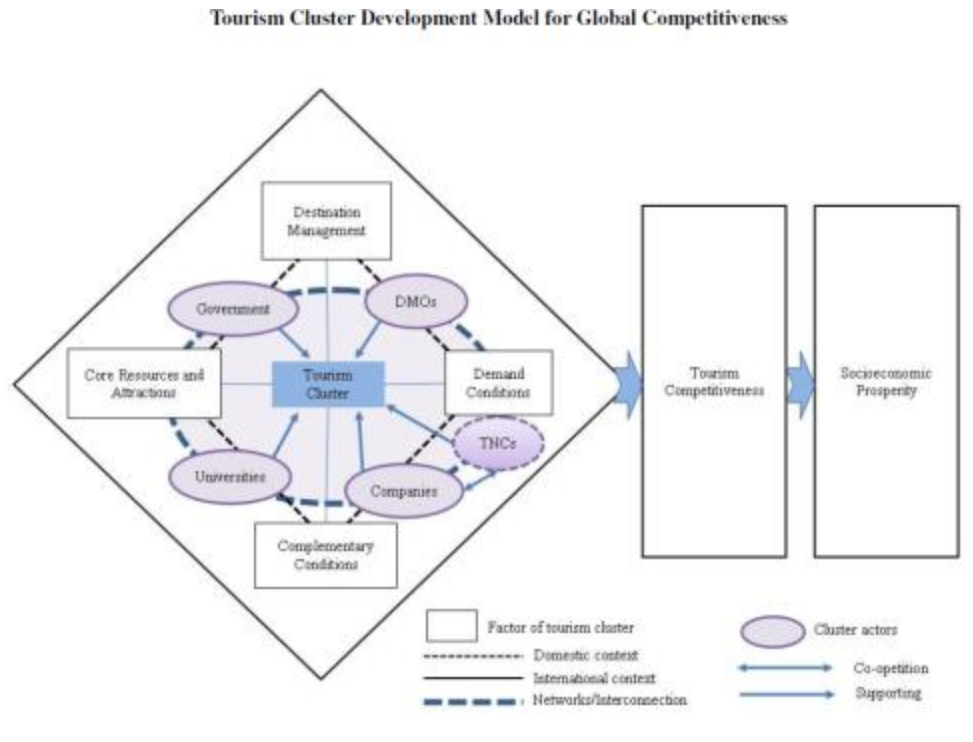 Tourism Cluster Development Model for Global Competitiveness
Destination
Management
Government
DMOs
Core Resources and
Attractions
Tourism
Cluster
Demand
Conditions
TNCs
Universities
Companies
Complementary
Conditions
Tourism
Competitiveness
Socioeconomic
Prosperity
Factor of tourism cluster
Cluster actors
Domestic context
Co-opetition
International context
Supporting
Networks/Interconnection